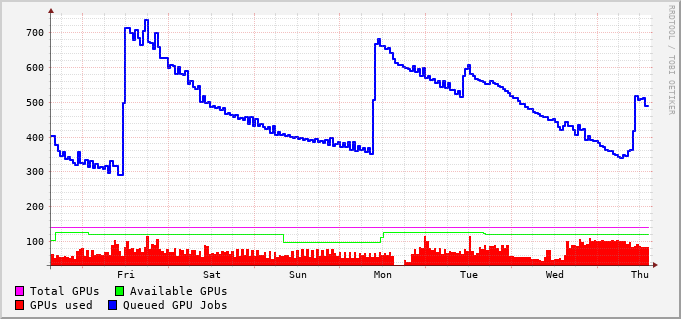 RRDTOOL / TOBI OETIKER
700
600
500
400
300
200
100
Fri Sat Sun Mon Tue Wed Thu
Total GPUs Available GPUs
GPUs used Queued GPU Jobs